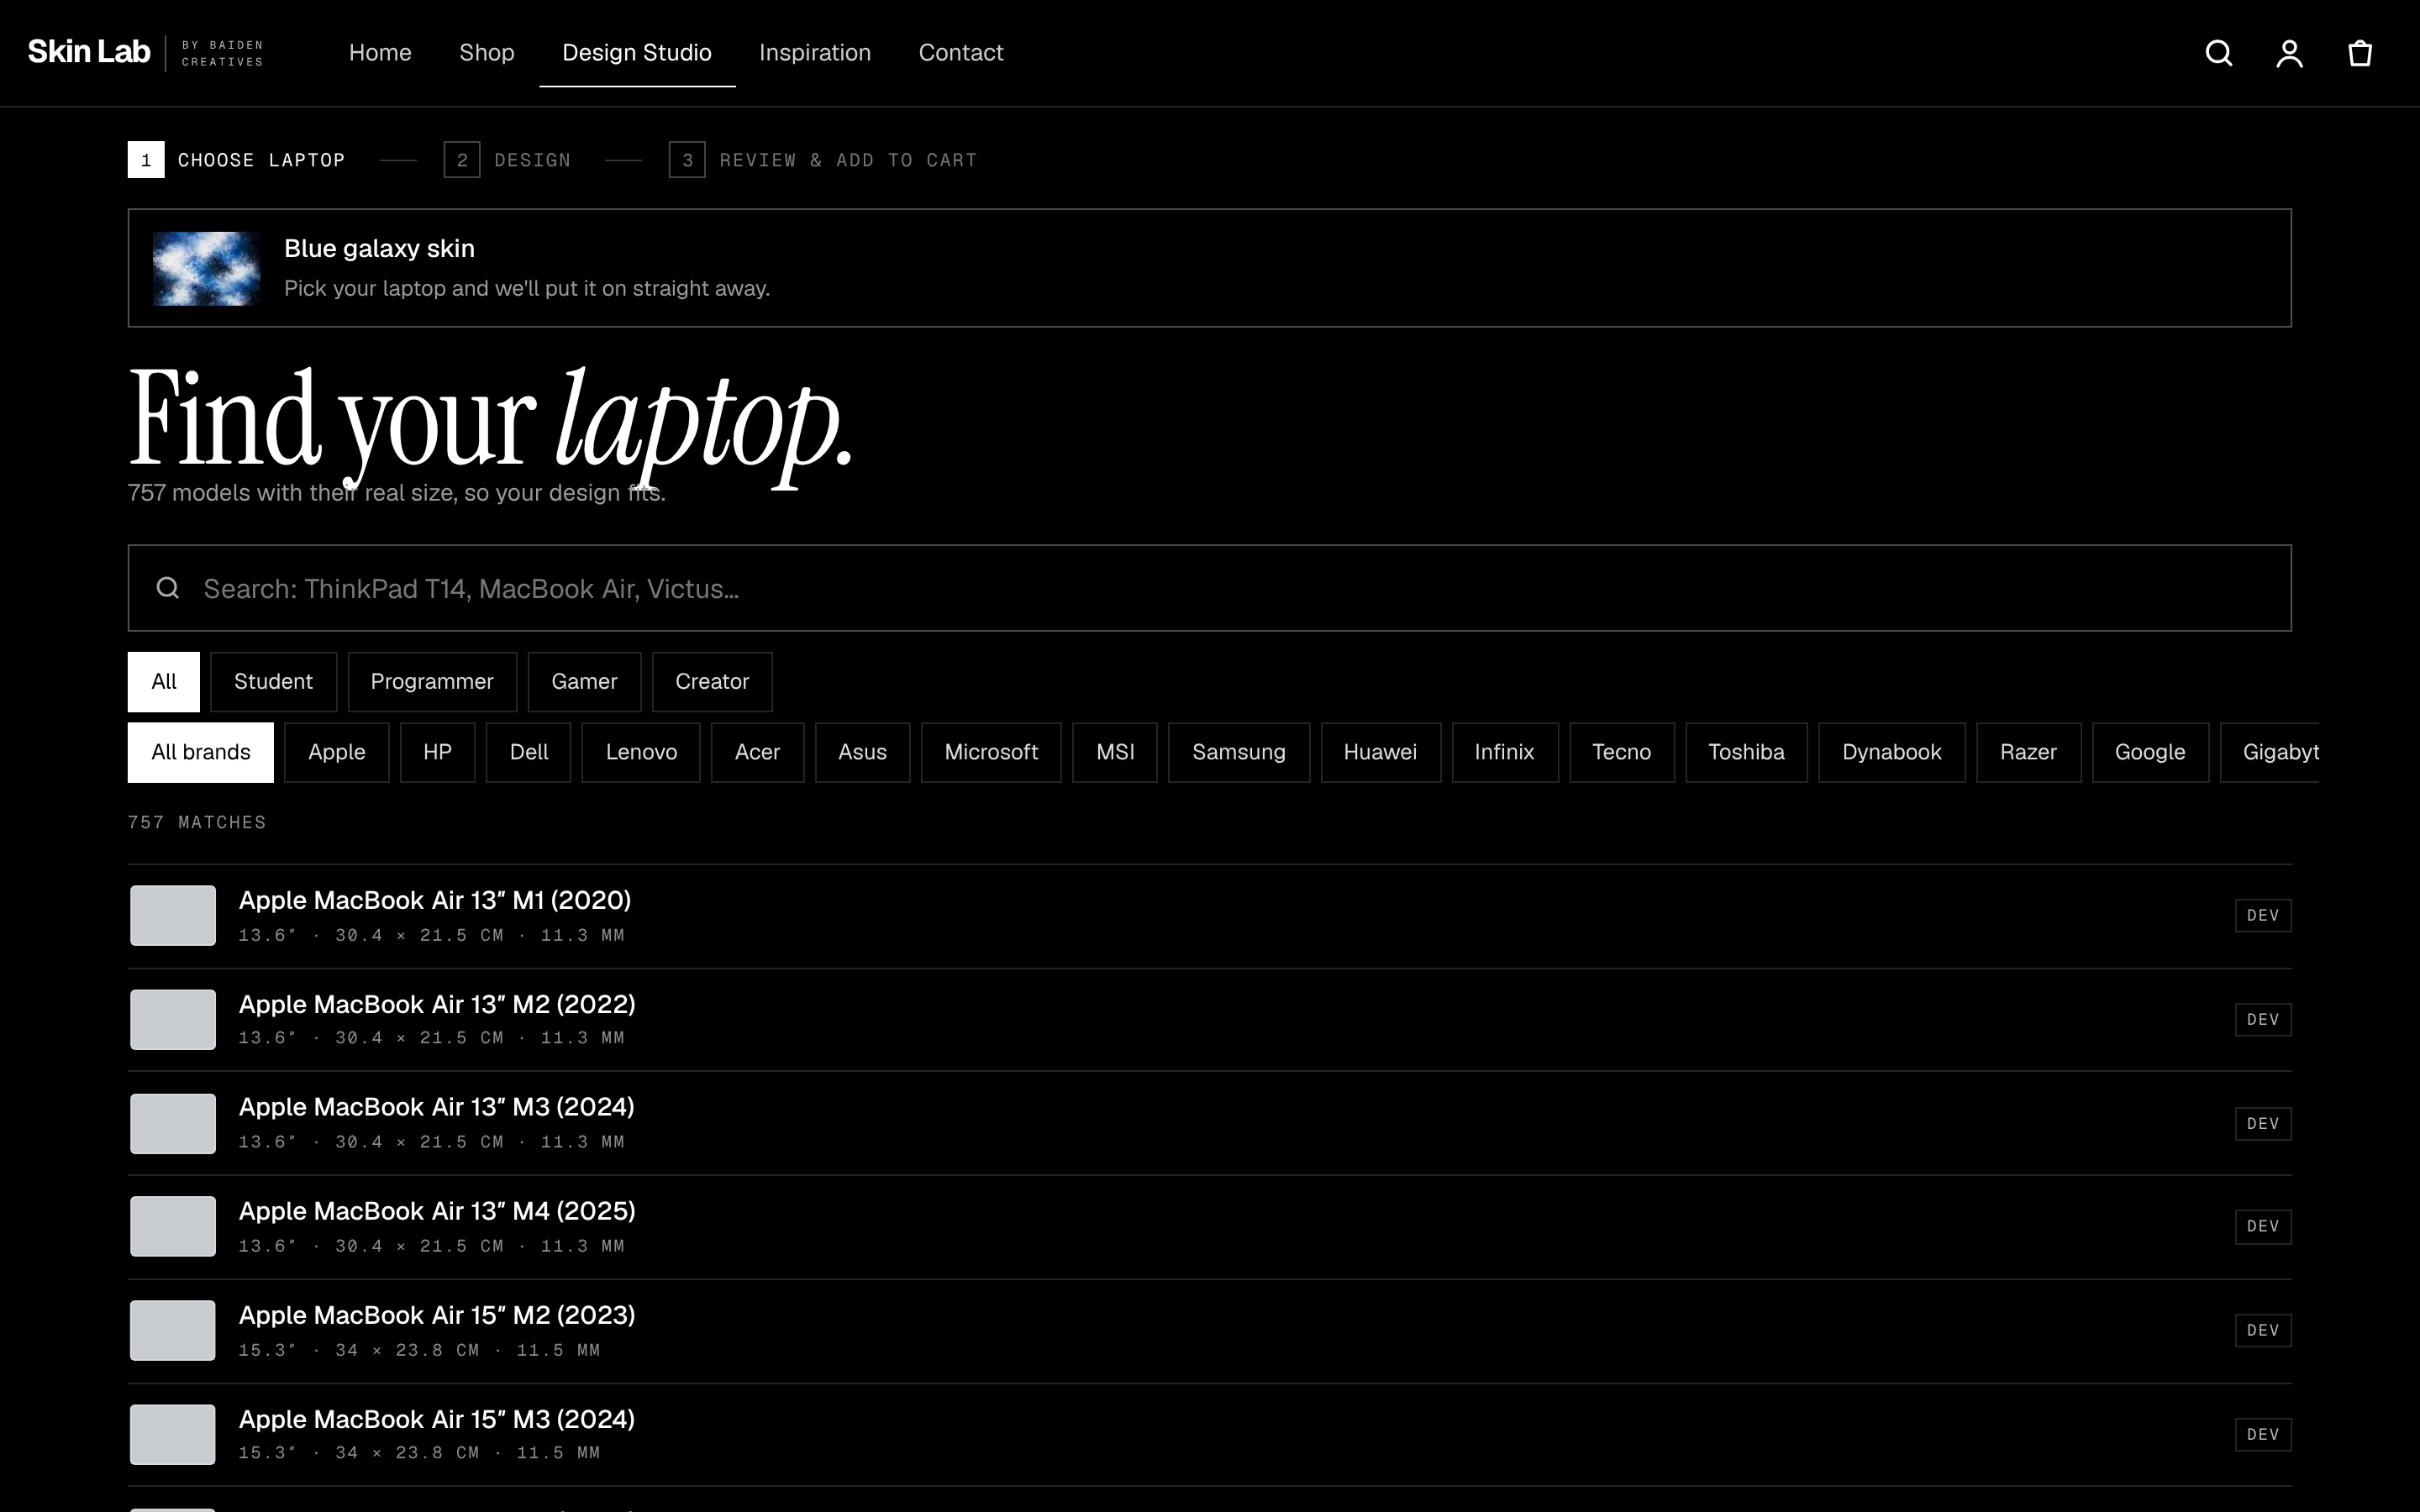 Skin Lab
BY BAIDEN
CREATIVES
Home
Shop
Design Studio
Inspiration
Contact
1 CHOOSE LAPTOP
2 DESIGN
3 REVIEW & ADD TO CART
Blue galaxy skin
Pick your laptop and we'll put it on straight away.
Find your laptop.
757 models with their real size, so your design fits.
Search: ThinkPad T14, MacBook Air, Victus...
All
Student
Programmer
Gamer
Creator
All brands
Apple
HP
Dell
Lenovo
Acer
Asus
Microsoft
MSI
Samsung
Huawei
Infinix
Tecno
Toshiba
Dynabook
Razer
Google
Gigabyt
757 MATCHES
Apple MacBook Air 13″ M1 (2020)
13.6″ · 30.4 × 21.5 CM · 11.3 MM
DEV
Apple MacBook Air 13″ M2 (2022)
13.6″ · 30.4 × 21.5 CM · 11.3 MM
DEV
Apple MacBook Air 13″ M3 (2024)
13.6″ · 30.4 × 21.5 CM · 11.3 MM
DEV
Apple MacBook Air 13″ M4 (2025)
13.6″ · 30.4 × 21.5 CM · 11.3 MM
DEV
Apple MacBook Air 15″ M2 (2023)
15.3″ · 34 × 23.8 CM · 11.5 MM
DEV
Apple MacBook Air 15″ M3 (2024)
15.3″ · 34 × 23.8 CM · 11.5 MM
DEV